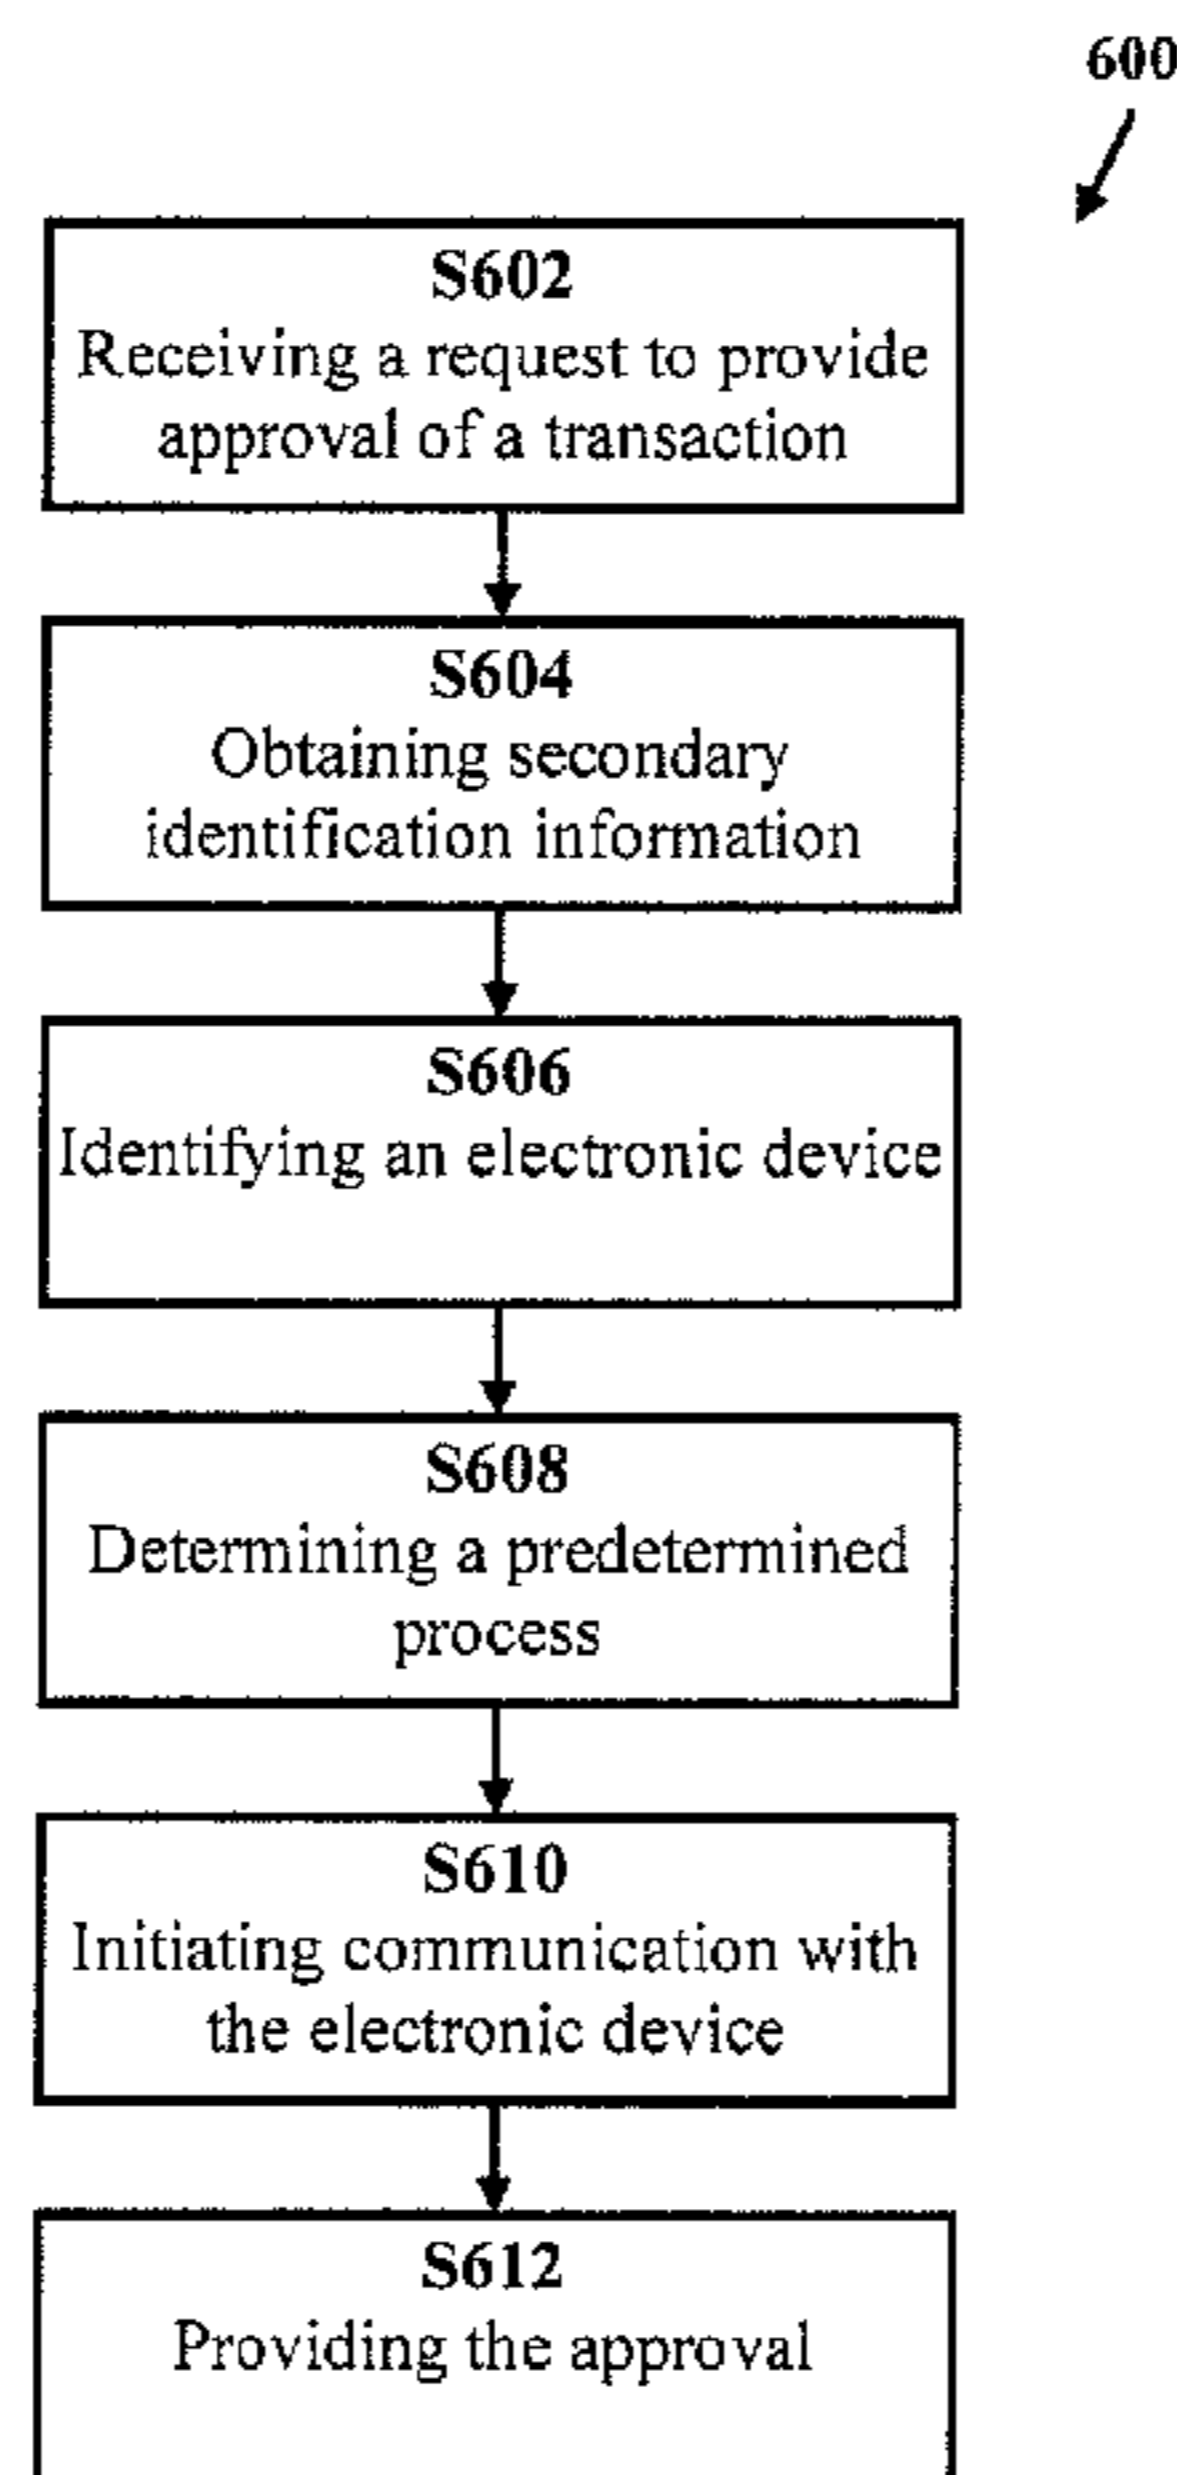 600
S602
Receiving a request to provide
approval of a transaction
S604
Obtaining secondary
identification information
S606
Identifying an electronic device
S608
Determining a predetermined
process
S610
Initiating communication with
the electronic device
S612
Providing the approval